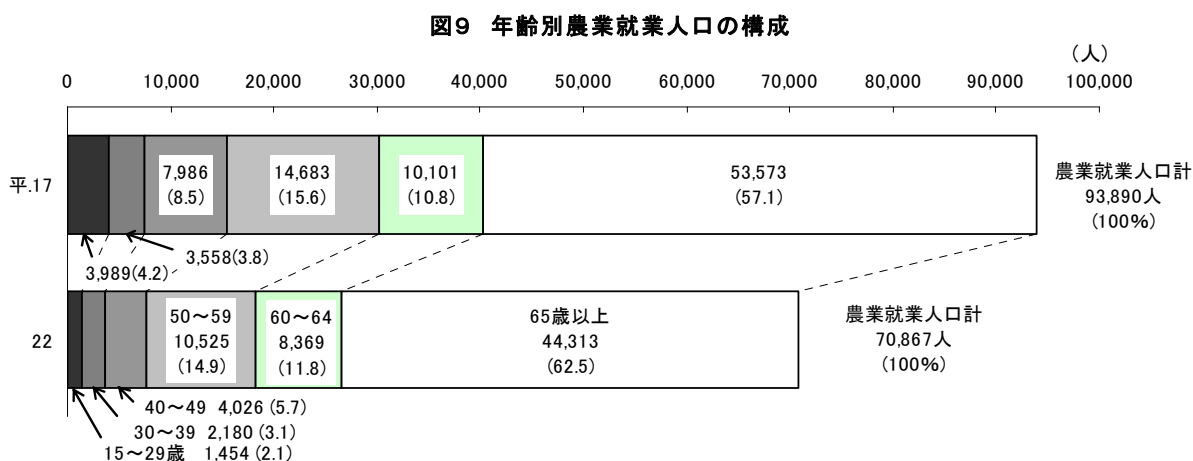 図9　年齢別農業就業人口の構成
（人）
0 10,000 20,000 30,000 40,000 50,000 60,000 70,000 80,000 90,000 100,000
平.17
7,986
(8.5)
14,683
(15.6)
10,101
(10.8)
53,573
(57.1)
農業就業人口計
93,890人
(100%)
3,989(4.2)
3,558(3.8)
22
50～59
10,525
(14.9)
60～64
8,369
(11.8)
65歳以上
44,313
(62.5)
農業就業人口計
70,867人
(100%)
40～49 4,026 (5.7)
30～39 2,180 (3.1)
15～29歳 1,454 (2.1)